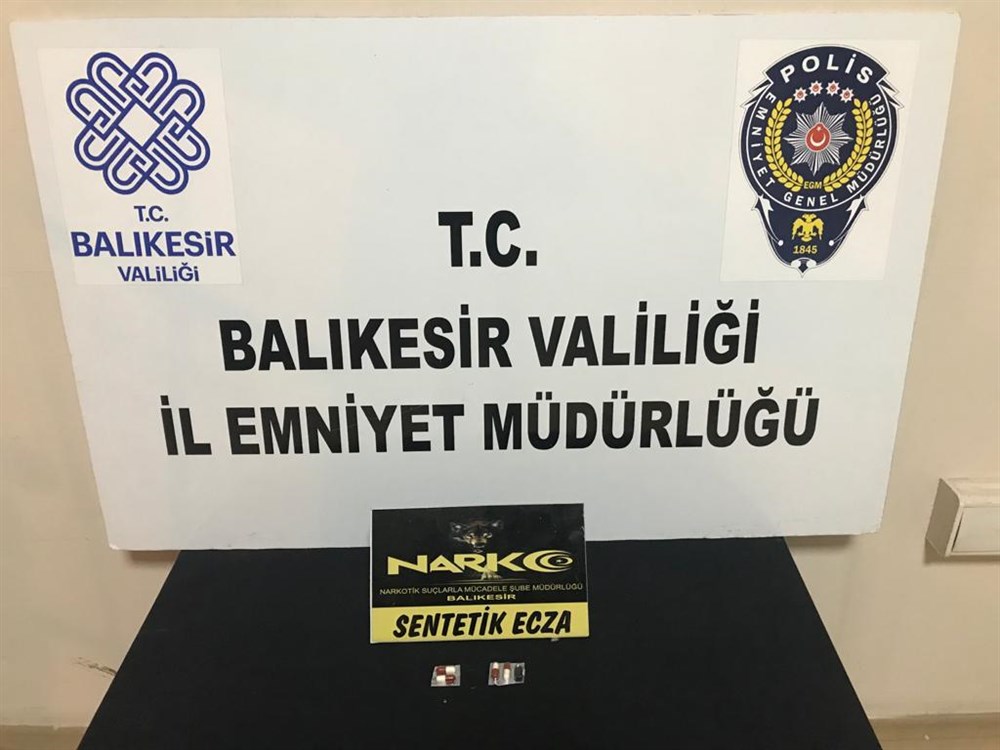 T.C.
BALIKESİR
VALİLİĞİ
POLİS
EMNİYET GENEL MÜDÜRLÜĞÜ
EGM
1845
T.C.
BALIKESİR VALİLİĞİ
İL EMNİYET MÜDÜRLÜĞÜ
NARKO
NARKOTİK SUÇLARLA MÜCADELE ŞUBE MÜDÜRLÜĞÜ
BALIKESİR
SENTETİK ECZA